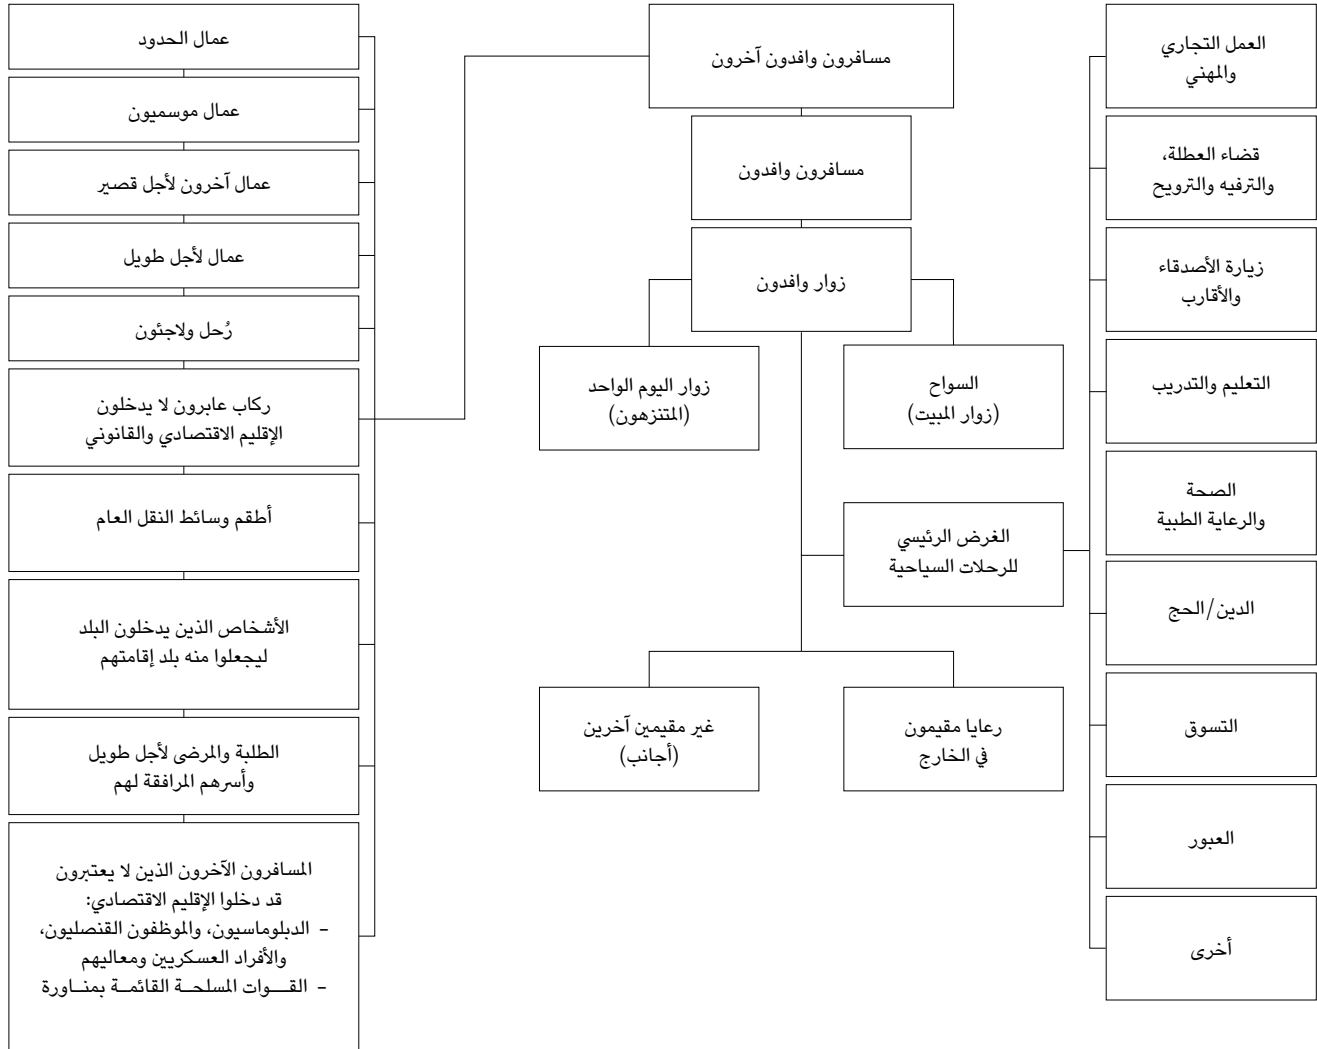 مسافرون وافدون آخرون
مسافرون وافدون
زوار وافدون
السواح
(زوار المبيت)
زوار اليوم الواحد
(المتنزهون)
الغرض الرئيسي
للرحلات السياحية
رعايا مقيمون
في الخارج
غير مقيمين آخرين
(أجانب)
العمل التجاري
والمهني
قضاء العطلة،
والترفيه والترويح
زيارة الأصدقاء
والأقارب
التعليم والتدريب
الصحة
والرعاية الطبية
الدين/الحج
التسوق
العبور
أخرى
عمال الحدود
عمال موسميون
عمال آخرون لأجل قصير
عمال لأجل طويل
رُحل ولاجئون
ركاب عابرون لا يدخلون
الإقليم الاقتصادي والقانوني
أطقم وسائط النقل العام
الأشخاص الذين يدخلون البلد
ليجعلوا منه بلد إقامتهم
الطلبة والمرضى لأجل طويل
وأسرهم المرافقة لهم
المسافرون الآخرون الذين لا يعتبرون
قد دخلوا الإقليم الاقتصادي:
- الدبلوماسيون، والموظفون القنصليون،
والأفراد العسكريين ومعاليهم
- القــوات المسلحــة القائمــة بمنــاورة